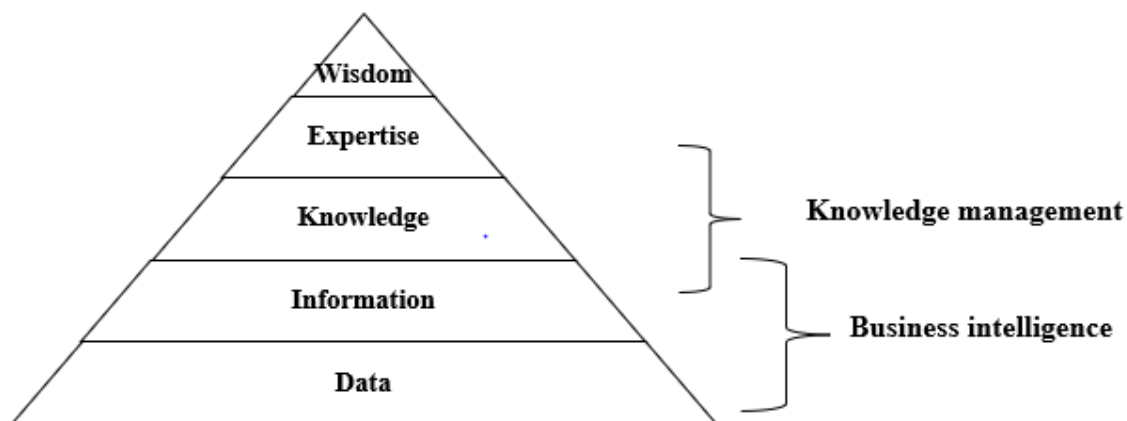 Wisdom
Expertise
Knowledge
Knowledge management
Information
Business intelligence
Data